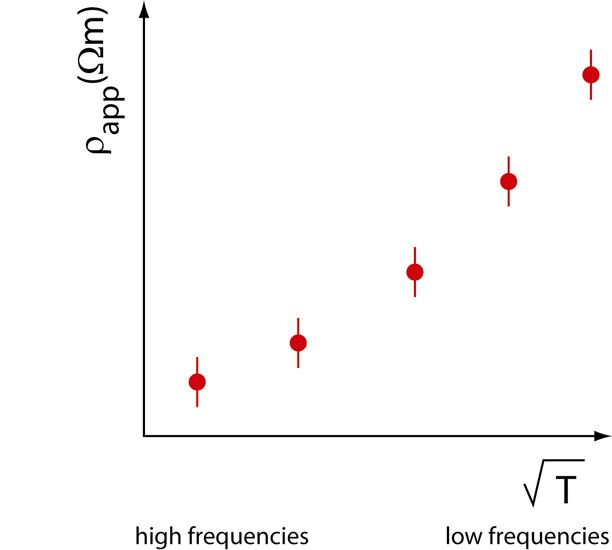 ρapp(Ωm)
√T
high frequencies
low frequencies